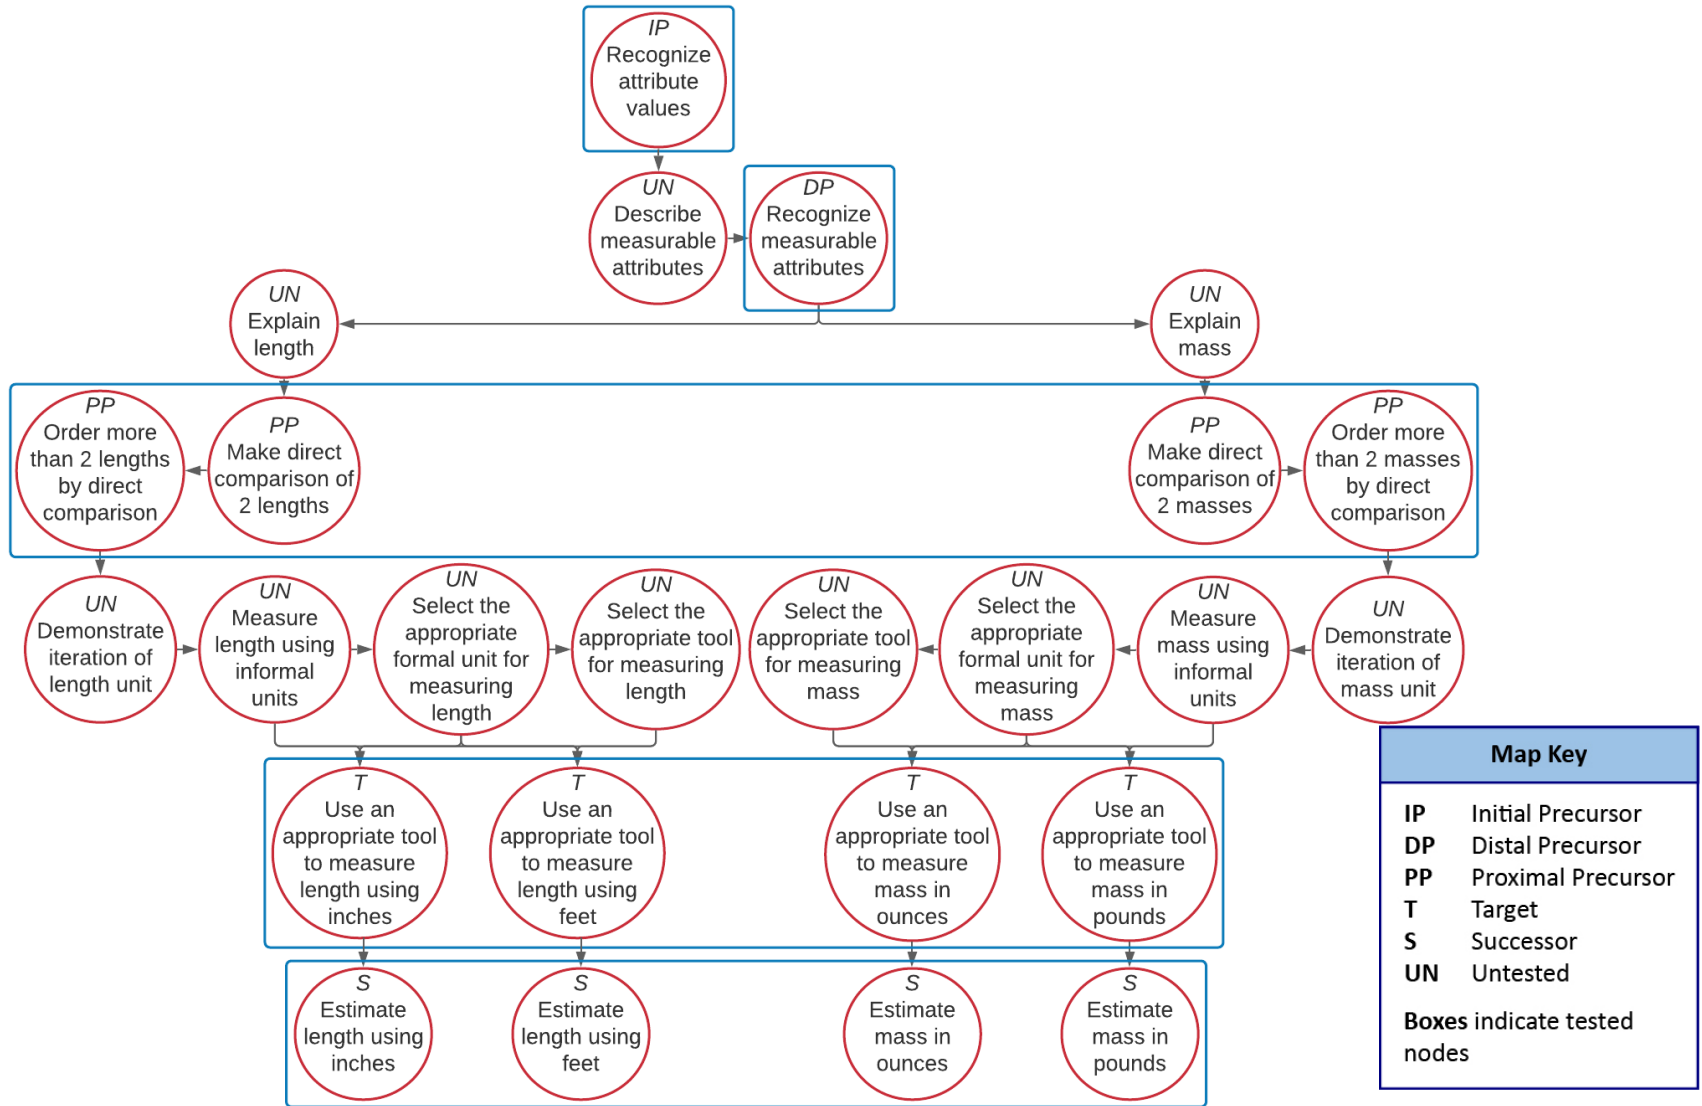 IP
Recognize
attribute
values
UN
Describe
measurable
attributes
DP
Recognize
measurable
attributes
UN
Explain
length
UN
Explain
mass
PP
Order more
than 2 lengths
by direct
comparison
PP
Make direct
comparison of
2 lengths
PP
Make direct
comparison of
2 masses
PP
Order more
than 2 masses
by direct
comparison
UN
Demonstrate
iteration of
length unit
UN
Measure
length using
informal
units
UN
Select the
appropriate
formal unit for
measuring
length
UN
Select the
appropriate tool
for measuring
length
UN
Select the
appropriate tool
for measuring
mass
UN
Select the
appropriate
formal unit for
measuring
mass
UN
Measure
mass using
informal
units
UN
Demonstrate
iteration of
mass unit
T
Use an
appropriate tool
to measure
length using
inches
T
Use an
appropriate tool
to measure
length using
feet
T
Use an
appropriate tool
to measure
mass in
ounces
T
Use an
appropriate tool
to measure
mass in
pounds
S
Estimate
length using
inches
S
Estimate
length using
feet
S
Estimate
mass in
ounces
S
Estimate
mass in
pounds
Map Key
IP Initial Precursor
DP Distal Precursor
PP Proximal Precursor
T Target
S Successor
UN Untested
Boxes indicate tested
nodes